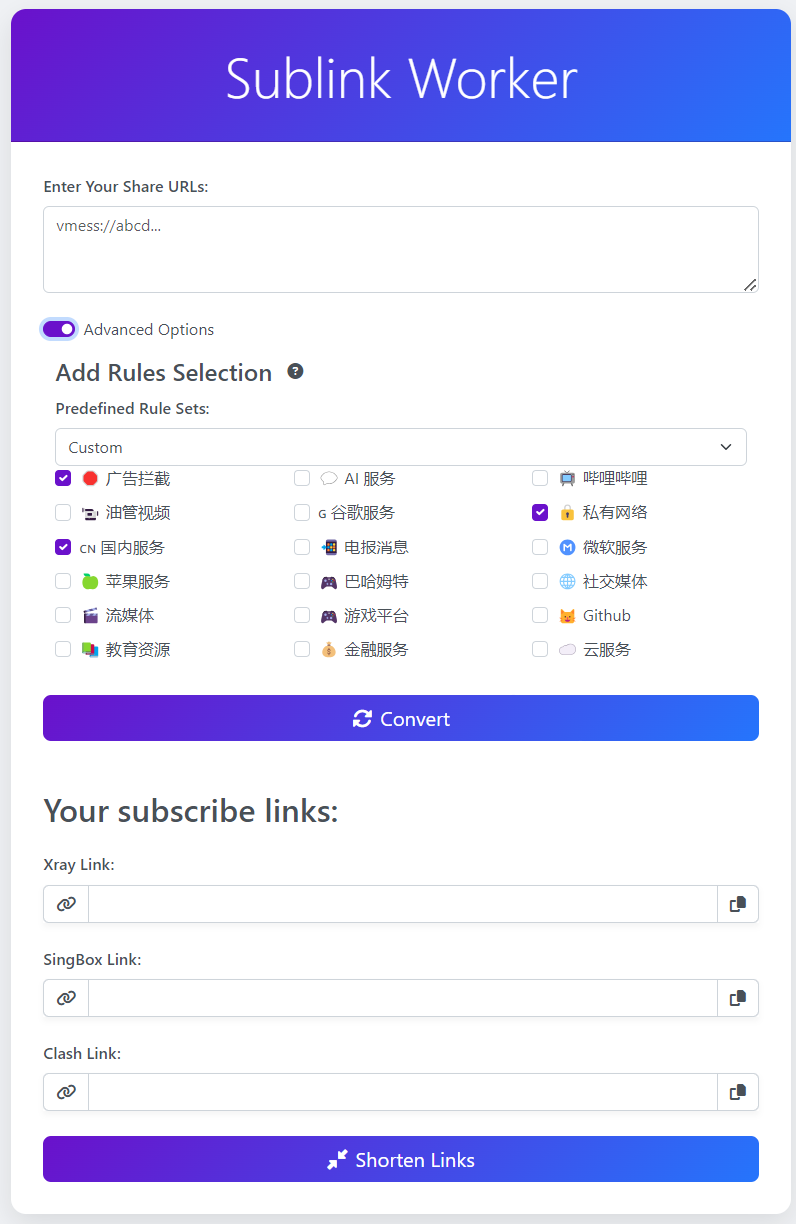 Sublink Worker
Enter Your Share URLs:
vmess://abcd...
Advanced Options
Add Rules Selection ?
Predefined Rule Sets:
Custom
广告拦截 AI 服务 哔哩哔哩
油管视频 G 谷歌服务 私有网络
CN 国内服务 电报消息 M 微软服务
苹果服务 巴哈姆特 社交媒体
流媒体 游戏平台 Github
教育资源 金融服务 云服务
Convert
Your subscribe links:
Xray Link:
SingBox Link:
Clash Link:
Shorten Links